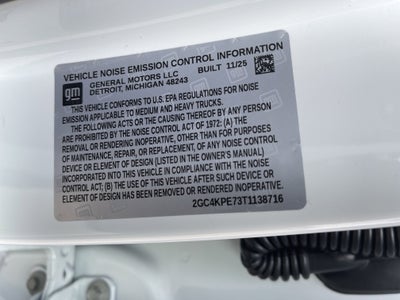 VEHICLE NOISE EMISSION CONTROL INFORMATION
gm
GENERAL MOTORS LLC BUILT 11/25
DETROIT, MICHIGAN 48243
THIS VEHICLE CONFORMS TO U.S. EPA REGULATIONS FOR NOISE
EMISSION APPLICABLE TO MEDIUM AND HEAVY TRUCKS.
THE FOLLOWING ACTS OR THE CAUSING THEREOF BY ANY PERSON
ARE PROHIBITED BY THE NOISE CONTROL ACT OF 1972: (A) THE
REMOVAL OR RENDERING INOPERATIVE, OTHER THAN FOR PURPOSES
OF MAINTENANCE, REPAIR, OR REPLACEMENT, OF ANY NOISE CONTROL
DEVICE OR ELEMENT OF DESIGN (LISTED IN THE OWNER'S MANUAL)
INCORPORATED INTO THIS VEHICLE IN COMPLIANCE WITH THE NOISE
CONTROL ACT; (B) THE USE OF THIS VEHICLE AFTER SUCH DEVICE OR
ELEMENT OF DESIGN HAS BEEN REMOVED OR RENDERED INOPERATIVE.
2GC4KPE73T1138716